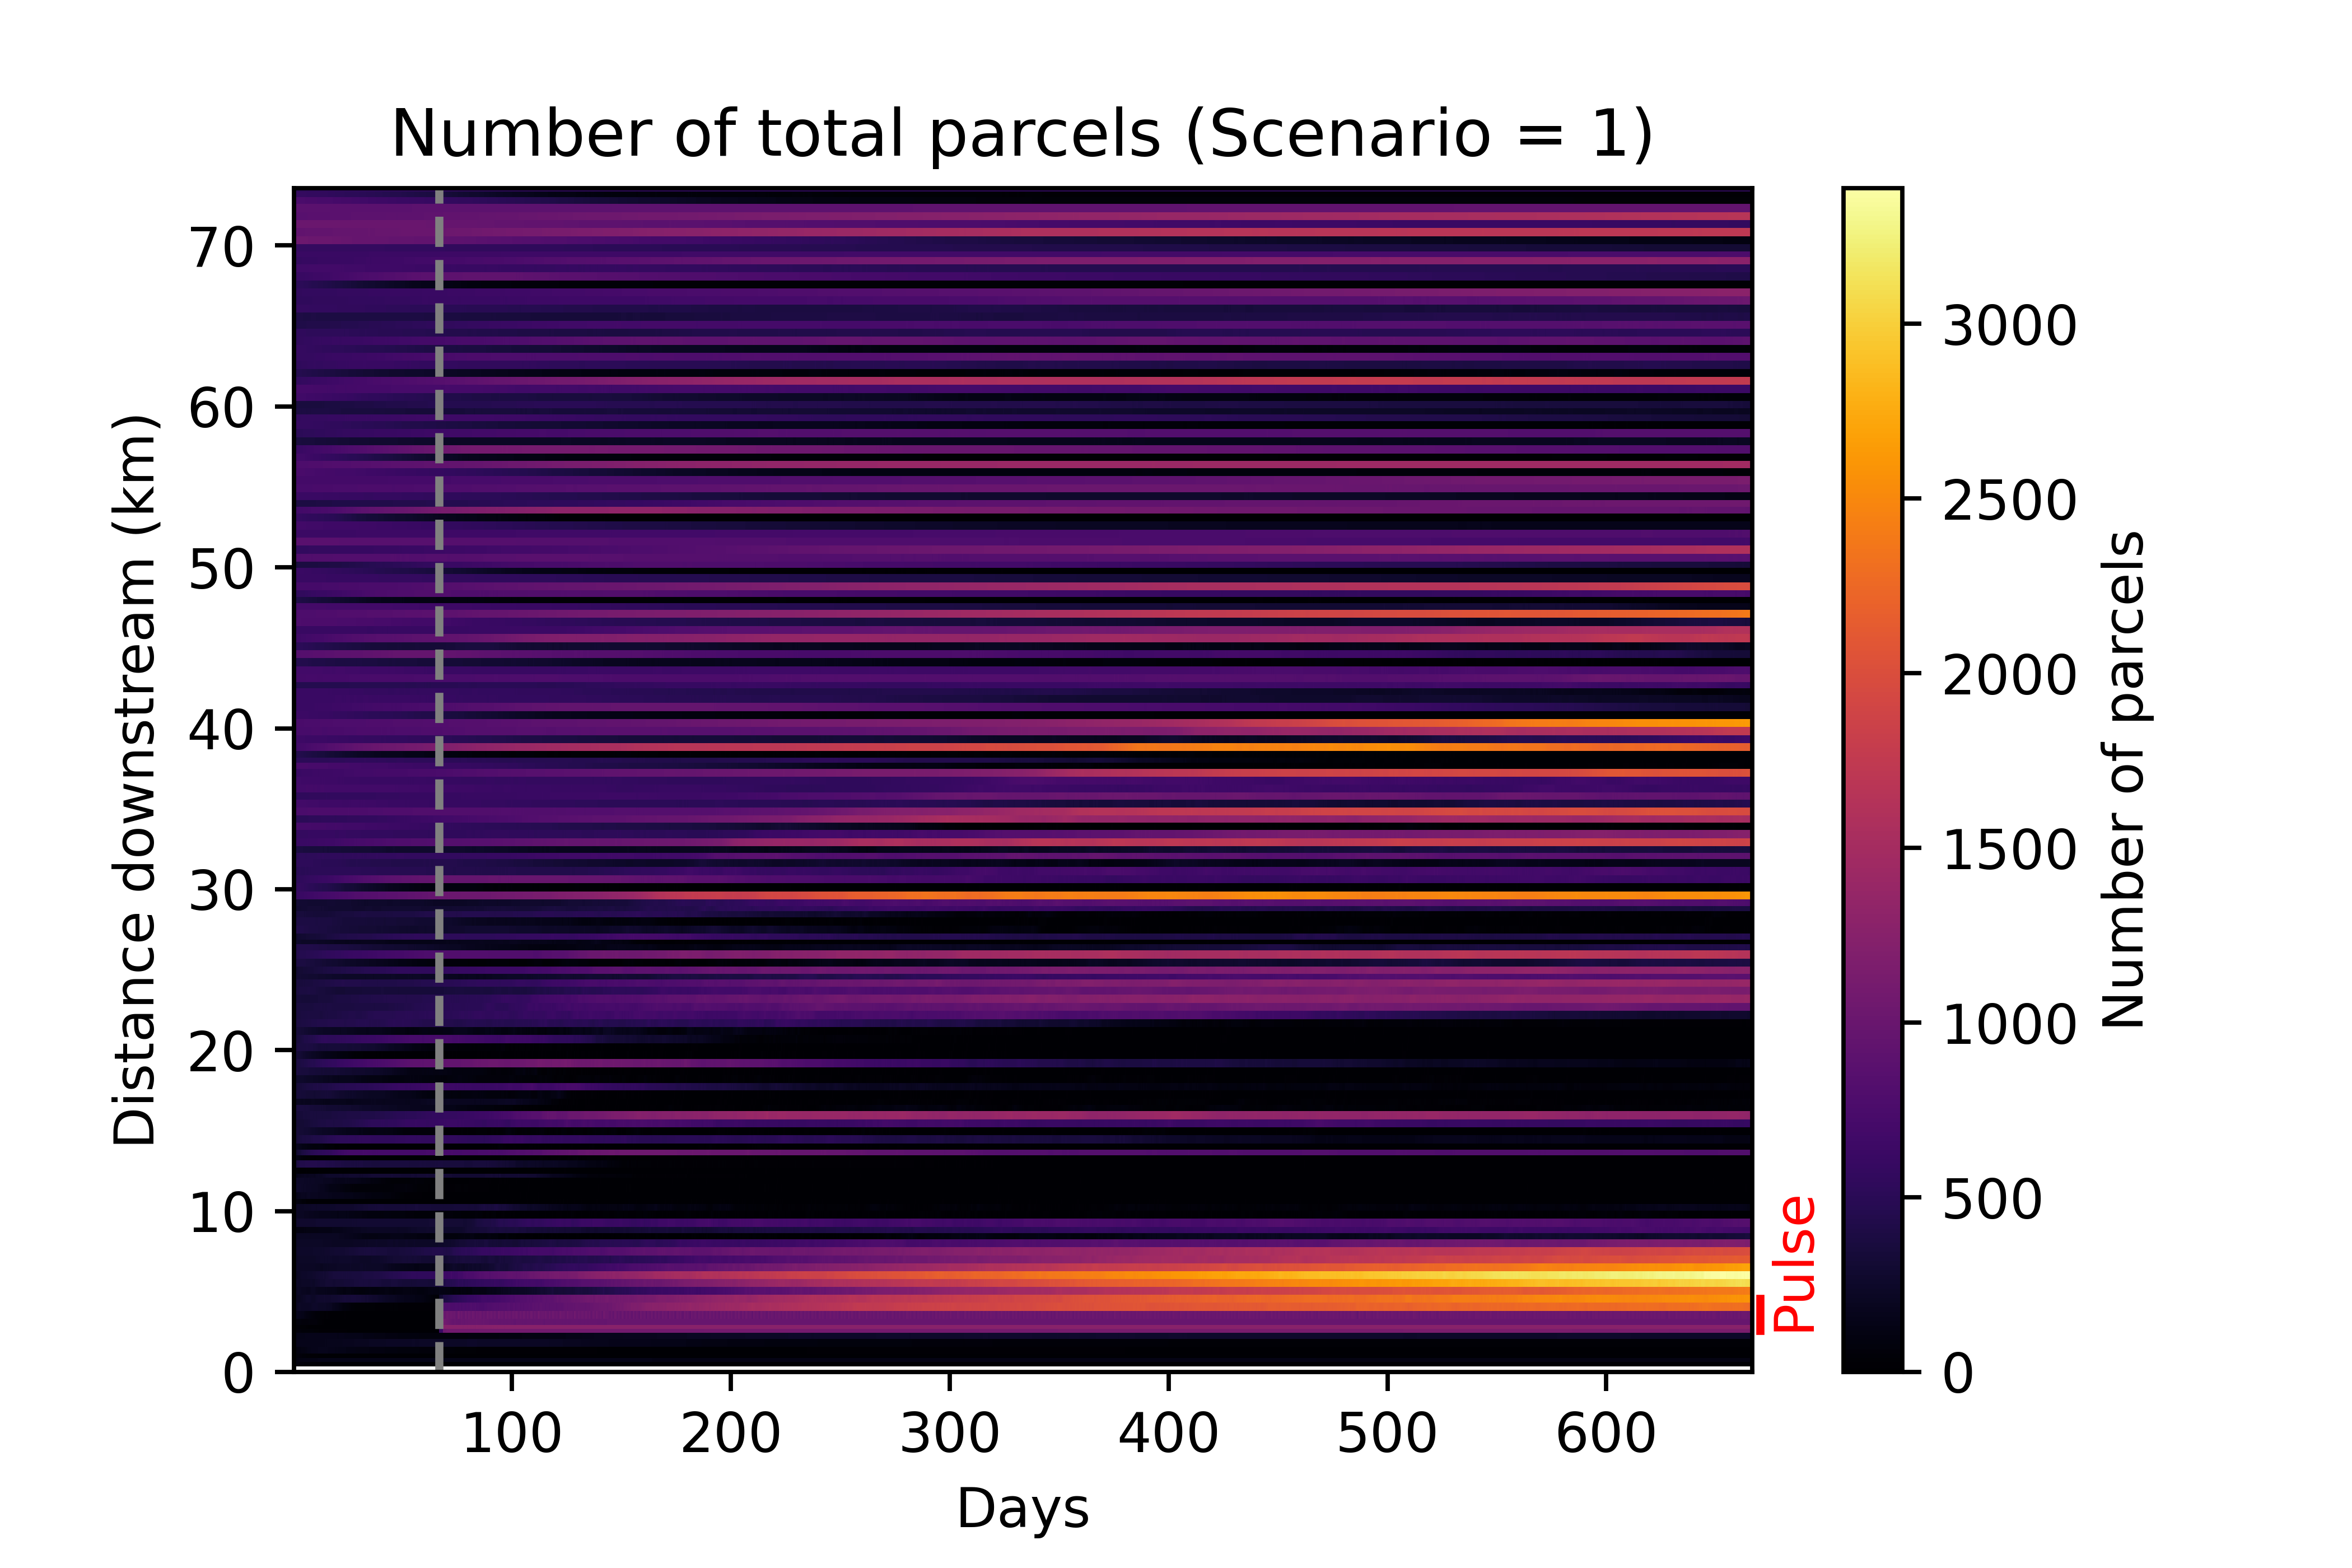 Number of total parcels (Scenario = 1)
Distance downstream (km)
70
60
50
40
30
20
10
0
100 200 300 400 500 600
Days
Pulse
3000
2500
2000
1500
1000
500
0
Number of parcels